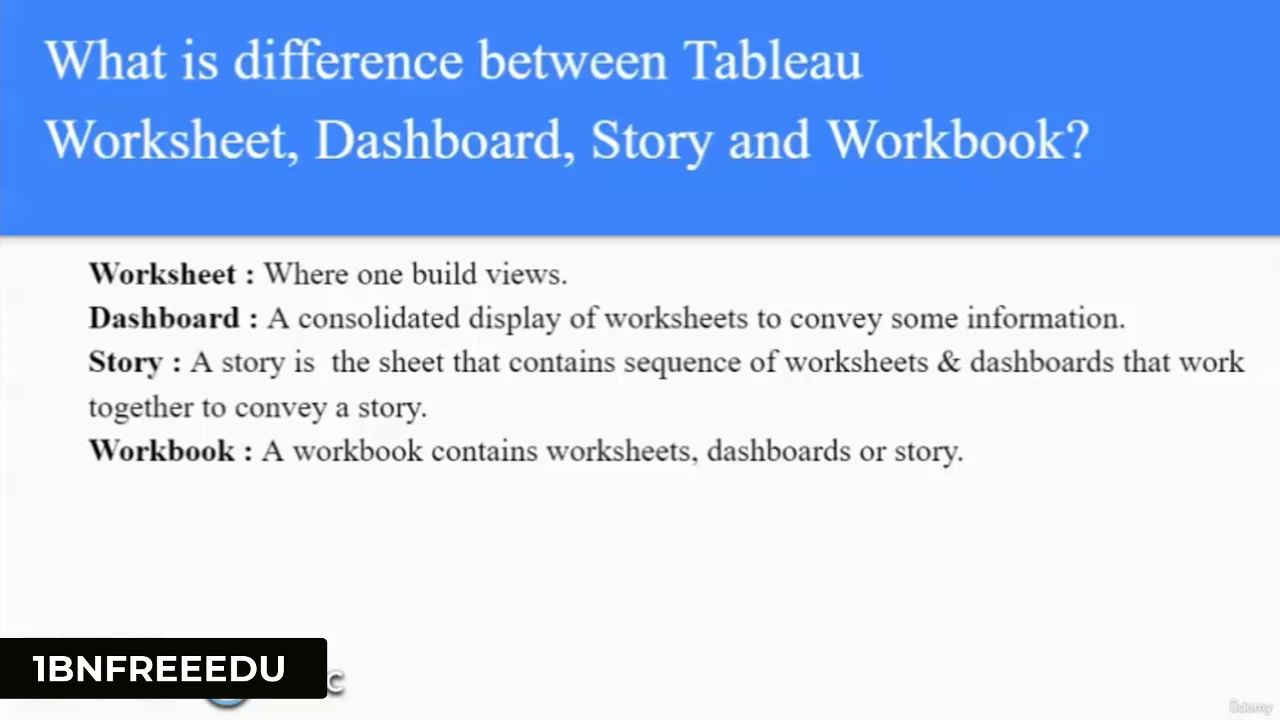 What is difference between Tableau
Worksheet, Dashboard, Story and Workbook?
Worksheet : Where one build views.
Dashboard : A consolidated display of worksheets to convey some information.
Story : A story is the sheet that contains sequence of worksheets & dashboards that work
together to convey a story.
Workbook : A workbook contains worksheets, dashboards or story.
1BNFREEEDU
c
ûdemy